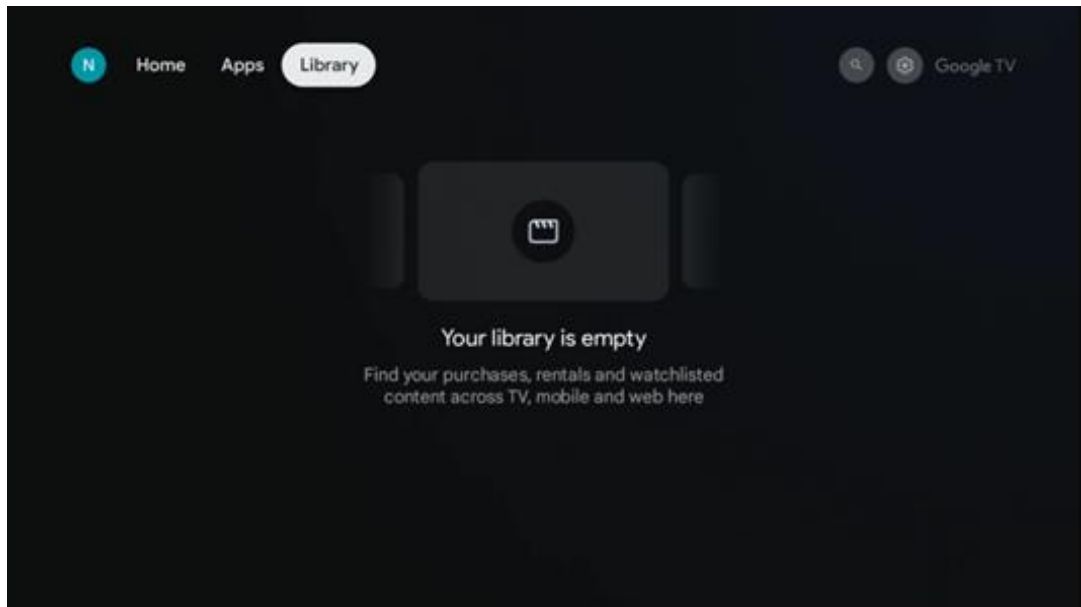 N Home Apps Library Google TV
Your library is empty
Find your purchases, rentals and watchlisted
content across TV, mobile and web here